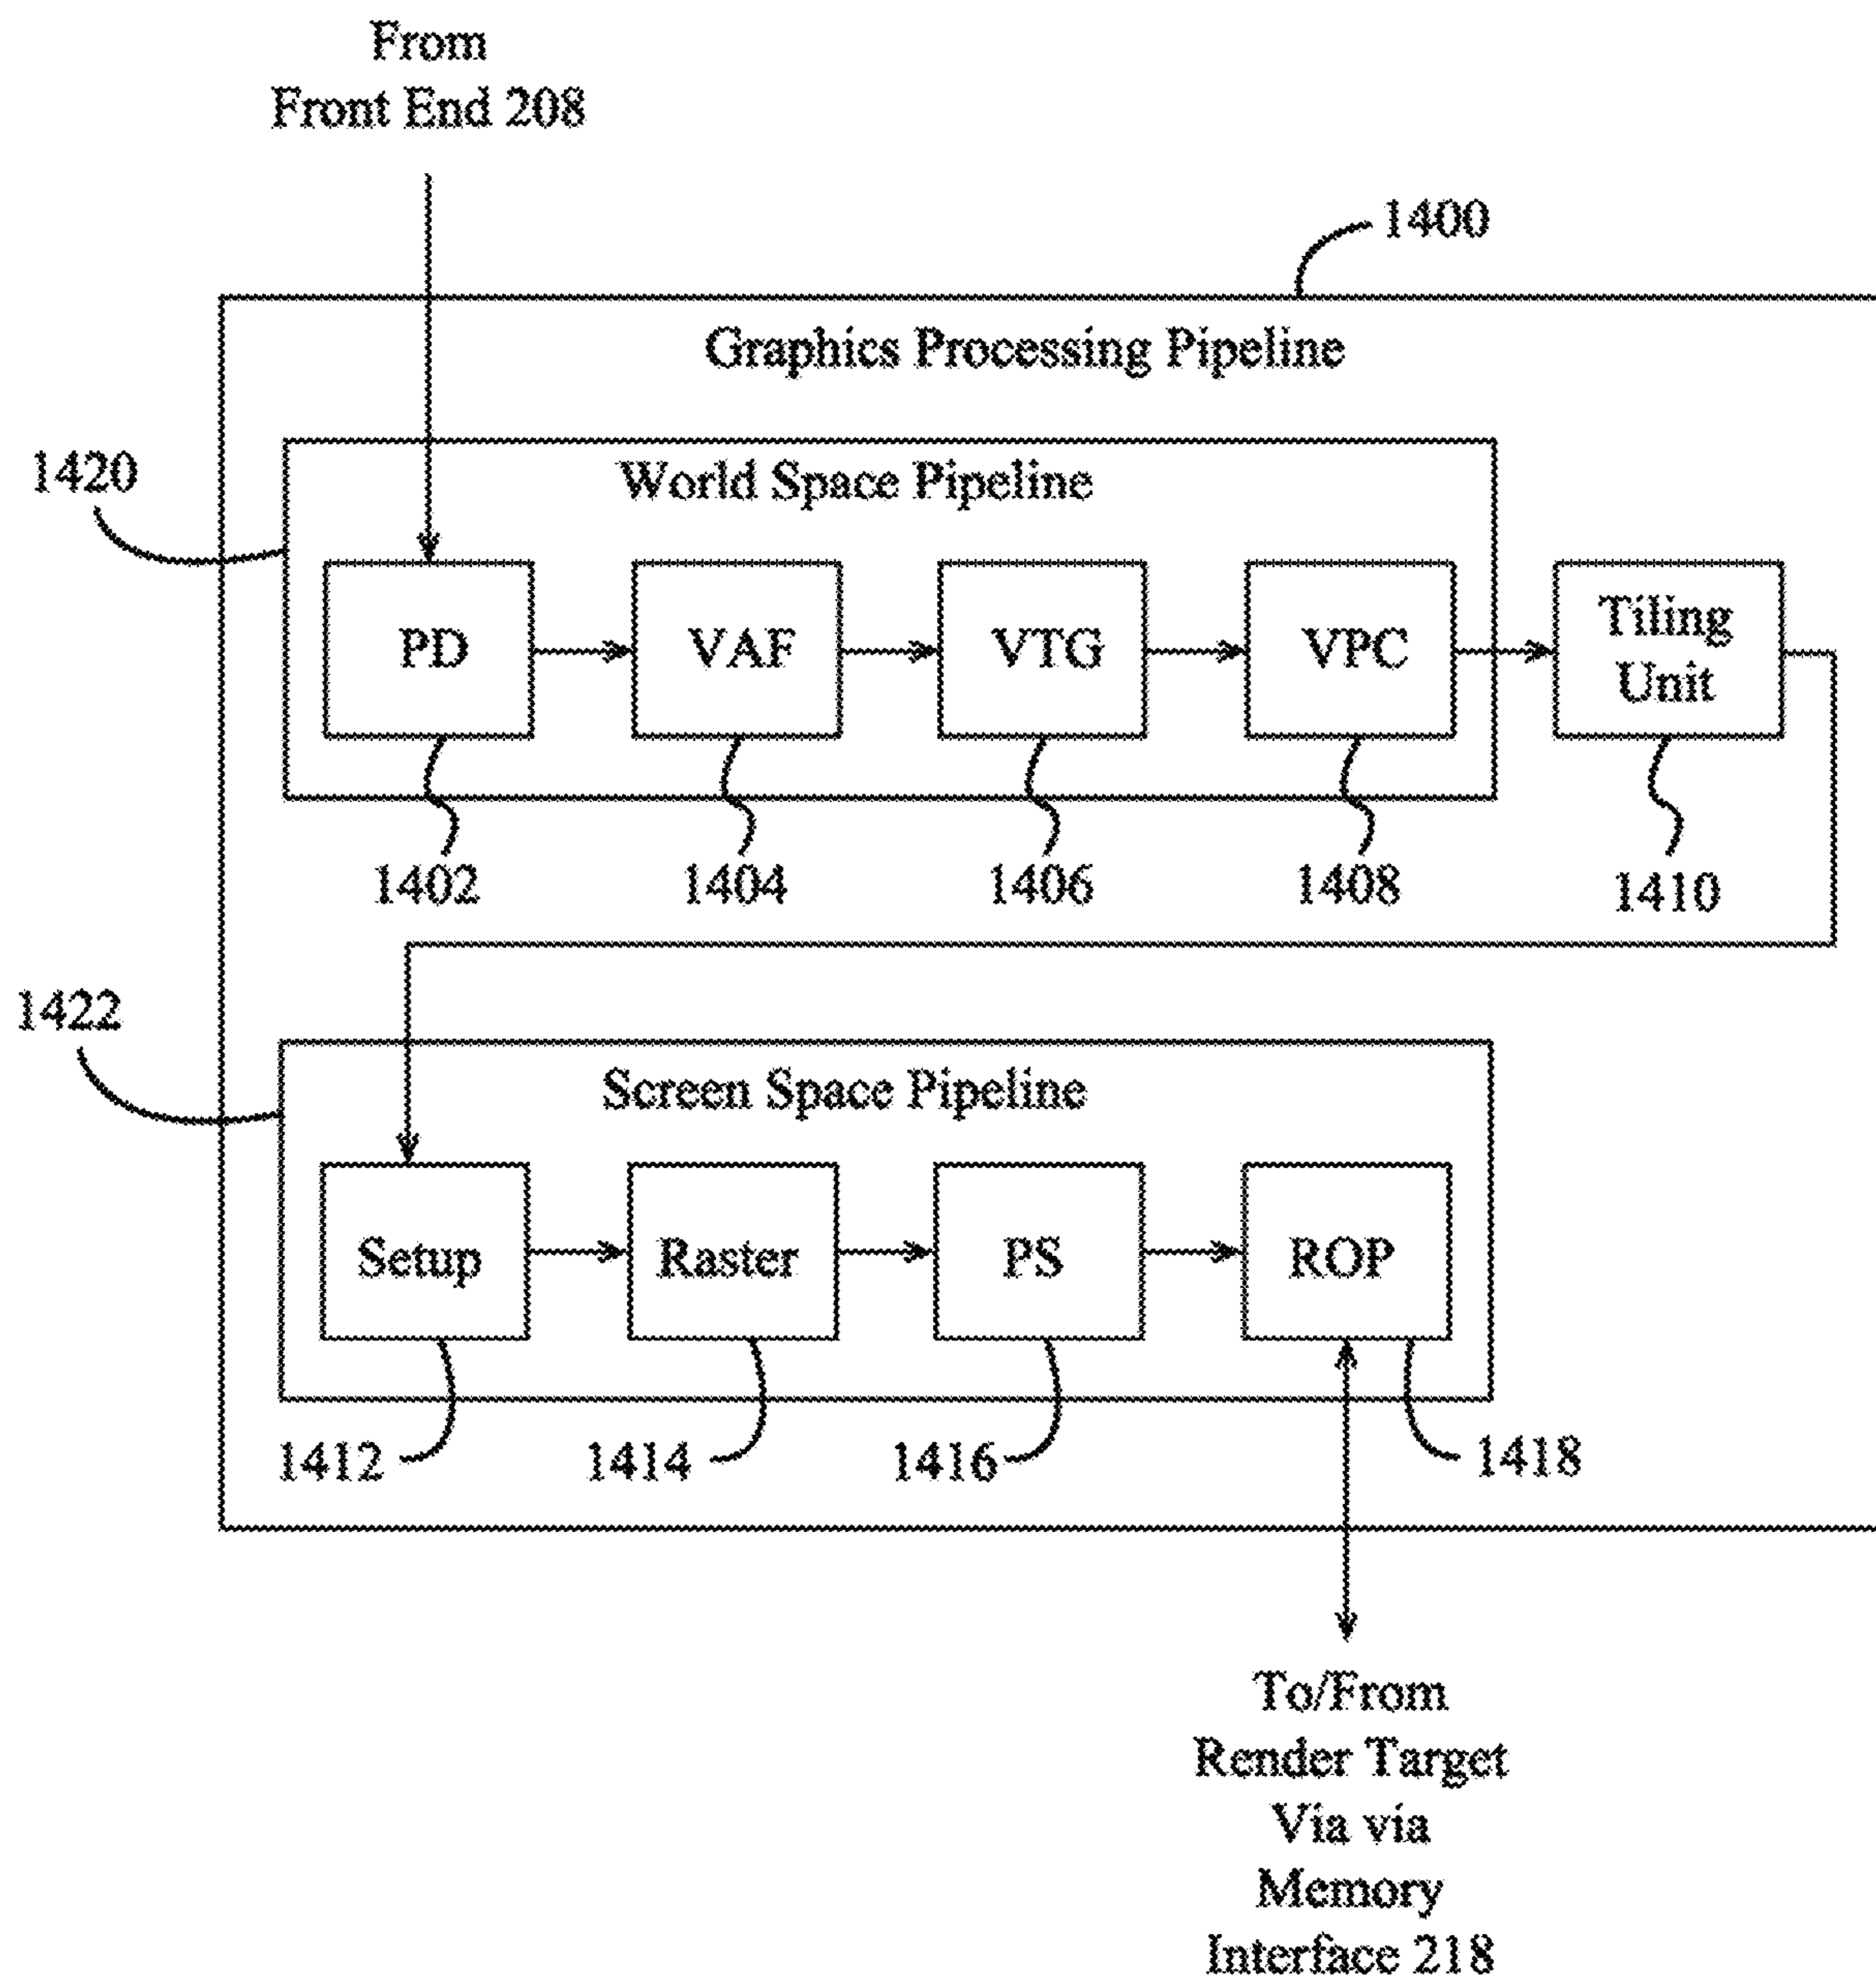 From
Front End 208
1400
Graphics Processing Pipeline
1420
World Space Pipeline
PD
VAF
VTG
VPC
Tiling
Unit
1402
1404
1406
1408
1410
1422
Screen Space Pipeline
Setup
Raster
PS
ROP
1412
1414
1416
1418
To/From
Render Target
Via via
Memory
Interface 218